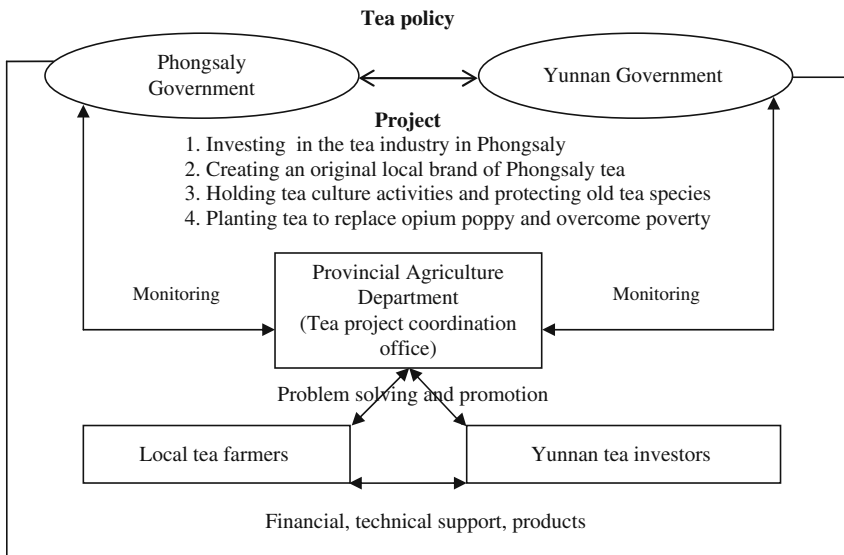 Tea policy
Phongsaly
Government
Yunnan Government
Project
1. Investing in the tea industry in Phongsaly
2. Creating an original local brand of Phongsaly tea
3. Holding tea culture activities and protecting old tea species
4. Planting tea to replace opium poppy and overcome poverty
Monitoring
Provincial Agriculture
Department
(Tea project coordination
office)
Monitoring
Problem solving and promotion
Local tea farmers
Yunnan tea investors
Financial, technical support, products